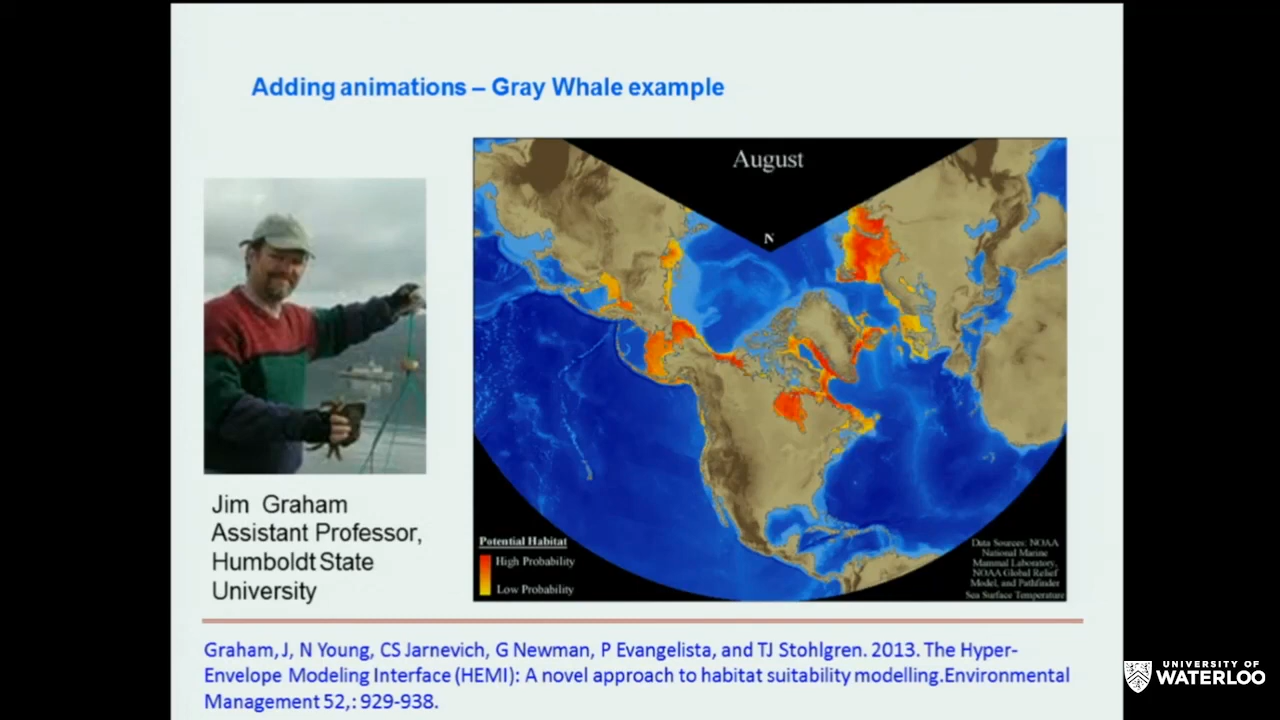 Adding animations – Gray Whale example
August
N
Jim Graham
Assistant Professor,
Humboldt State
University
Potential Habitat
High Probability
Low Probability
Data Sources: NOAA
National Marine
Mammal Laboratory,
NOAA Global Relief
Model, and Pathfinder
Sea Surface Temperature
Graham, J, N Young, CS Jarnevich, G Newman, P Evangelista, and TJ Stohlgren. 2013. The Hyper-
Envelope Modeling Interface (HEMI): A novel approach to habitat suitability modelling.Environmental
Management 52,: 929-938.
UNIVERSITY OF
WATERLOO